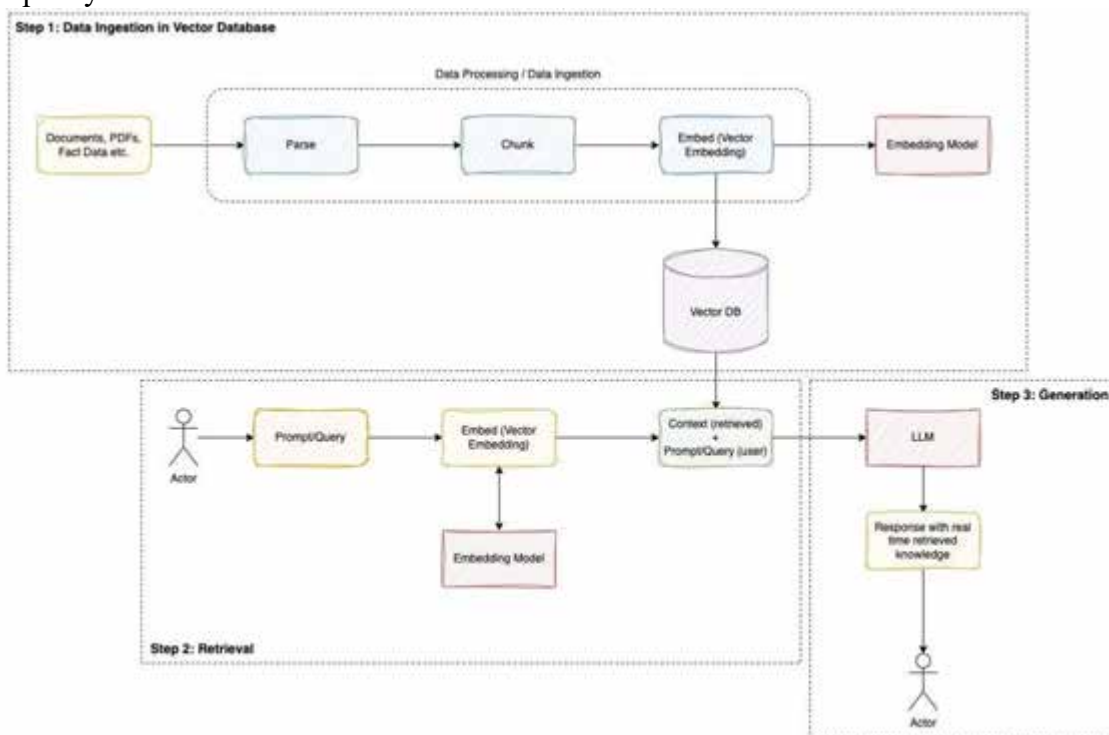 Step 1: Data Ingestion in Vector Database
Data Processing / Data Ingestion
Documents, PDFs,
Fact Data etc.
Parse
Chunk
Embed (Vector
Embedding)
Embedding Model
Vector DB
Step 3: Generation
Actor
Prompt/Query
Embed (Vector
Embedding)
Context (retrieved)
+
Prompt/Query (user)
LLM
Embedding Model
Response with real
time retrieved
knowledge
Step 2: Retrieval
Actor